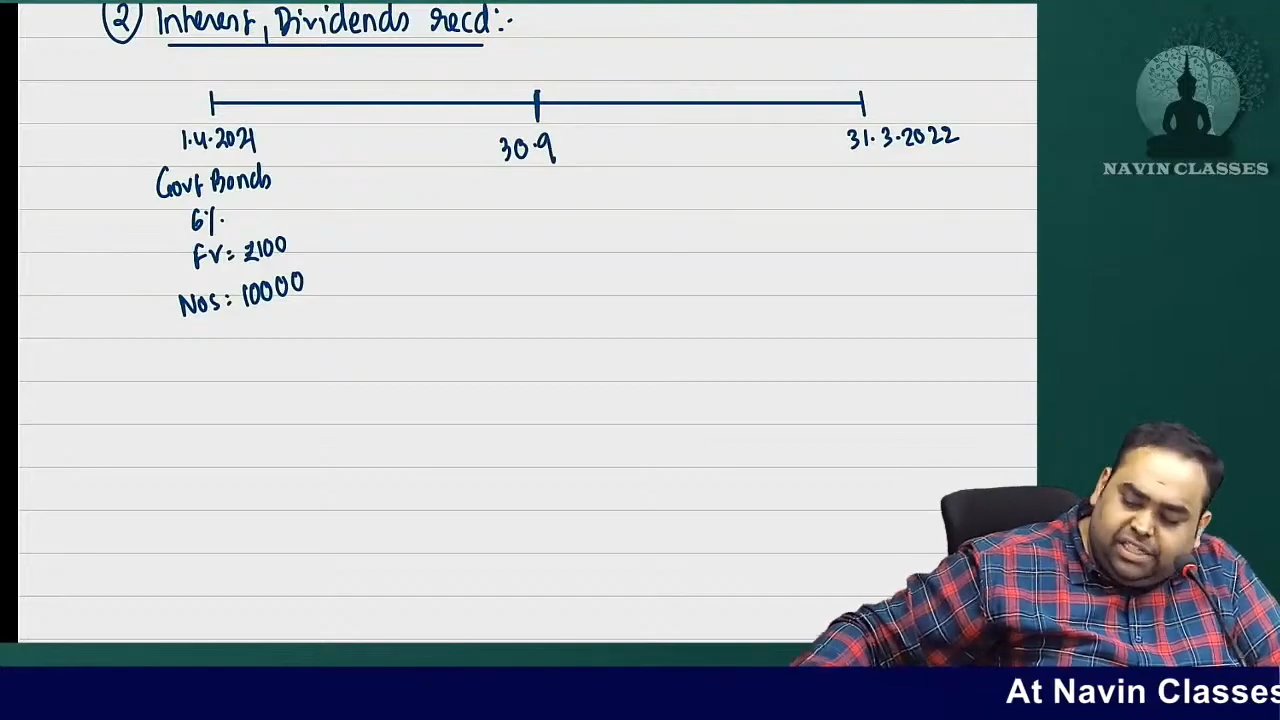 ② Interest, Dividends recd:-
1.4.2021
30.9
31.3.2022
Govt Bonds
6%.
FV = ₹100
Nos: 10000
NAVIN CLASSES
At Navin Classes